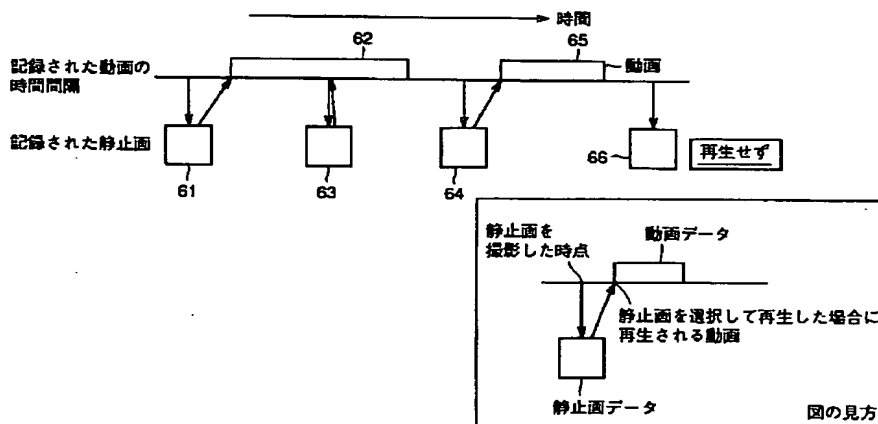 時間
62
65
記録された動画の
時間間隔
動画
記録された静止画
61
63
64
66
再生せず
静止画を
撮影した時点
動画データ
静止画を選択して再生した場合に
再生される動画
静止画データ
図の見方